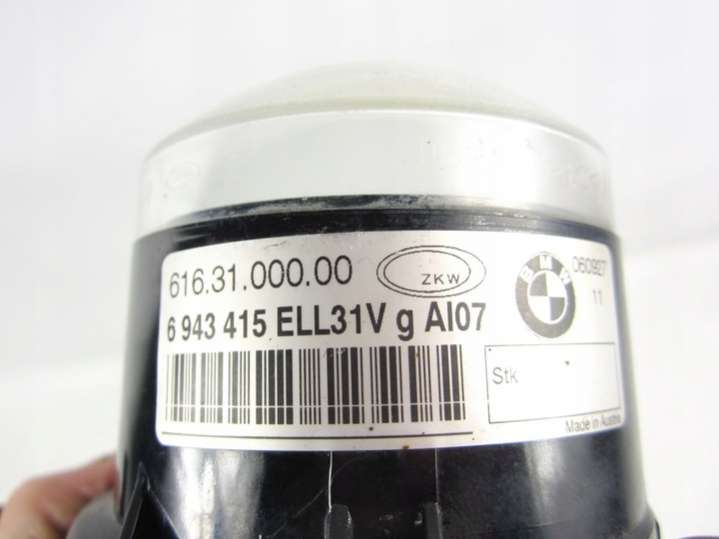 616.31.000.00
ZKW
BMW
060927
11
6 943 415 ELL31V g AI07
Stk
Made in Austria